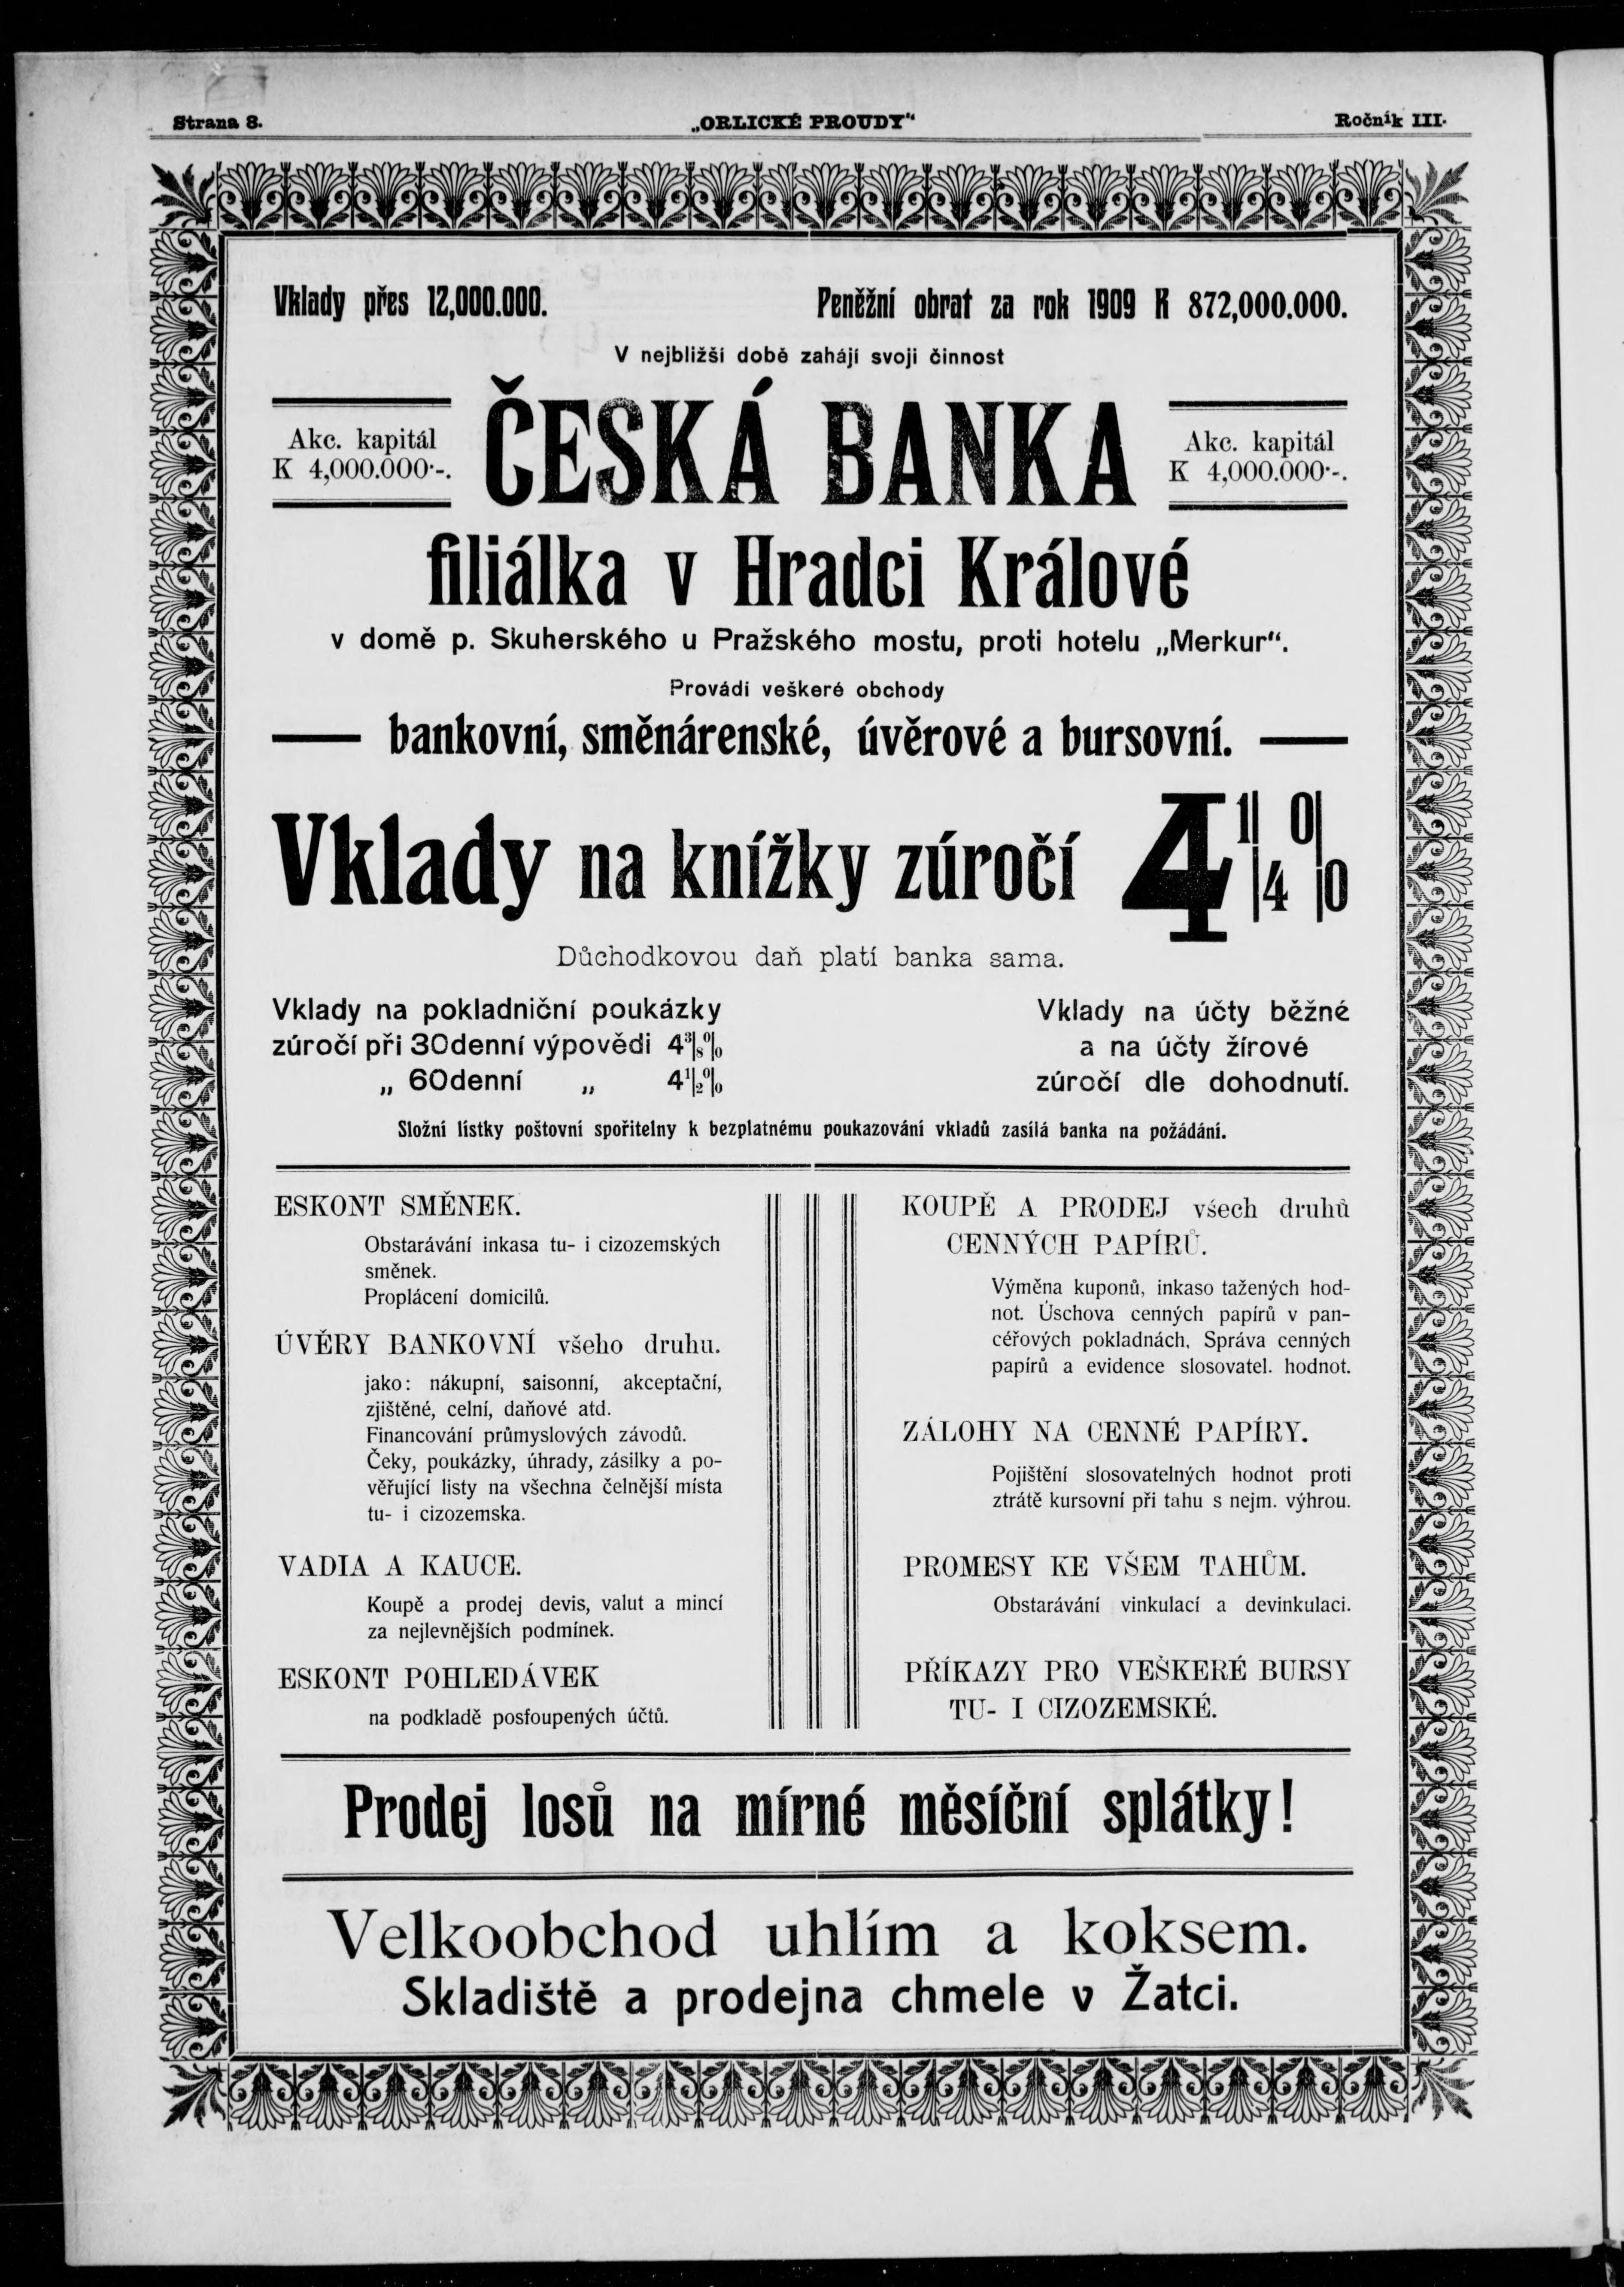 Strana 8.
„ORLICKÉ PROUDY“
Ročník III.
Vklady přes 12,000.000.
Peněžní obrat za rok 1909 K 872,000.000.
V nejbližší době zahájí svoji činnost
Akc. kapitál
K 4,000.000·-.
ČESKÁ BANKA
Akc. kapitál
K 4,000.000·-.
filiálka v Hradci Králové
v domě p. Skuherského u Pražského mostu, proti hotelu „Merkur“.
Provádí veškeré obchody
bankovní, směnárenské, úvěrové a bursovní.
Vklady na knížky zúročí 4 1/4 %
Důchodkovou daň platí banka sama.
Vklady na pokladniční poukázky
zúročí při 30denní výpovědi 4 3/8 %
„ 60denní „ 4 1/2 %
Vklady na účty běžné
a na účty žírové
zúročí dle dohodnutí.
Složní lístky poštovní spořitelny k bezplatnému poukazování vkladů zasílá banka na požádání.
ESKONT SMĚNEK.
Obstarávání inkasa tu- i cizozemských
směnek.
Proplácení domicilů.
ÚVĚRY BANKOVNÍ všeho druhu.
jako: nákupní, saisonní, akceptační,
zjištěné, celní, daňové atd.
Financování průmyslových závodů.
Čeky, poukázky, úhrady, zásilky a po-
věřující listy na všechna čelnější místa
tu- i cizozemska.
VADIA A KAUCE.
Koupě a prodej devis, valut a mincí
za nejlevnějších podmínek.
ESKONT POHLEDÁVEK
na podkladě postoupených účtů.
KOUPĚ A PRODEJ všech druhů
CENNÝCH PAPÍRŮ.
Výměna kuponů, inkaso tažených hod-
not. Úschova cenných papírů v pan-
céřových pokladnách, Správa cenných
papírů a evidence slosovatel. hodnot.
ZÁLOHY NA CENNÉ PAPÍRY.
Pojištění slosovatelných hodnot proti
ztrátě kursovní při tahu s nejm. výhrou.
PROMESY KE VŠEM TAHŮM.
Obstarávání vinkulací a devinkulaci.
PŘÍKAZY PRO VEŠKERÉ BURSY
TU- I CIZOZEMSKÉ.
Prodej losů na mírné měsíční splátky!
Velkoobchod uhlím a koksem.
Skladiště a prodejna chmele v Žatci.